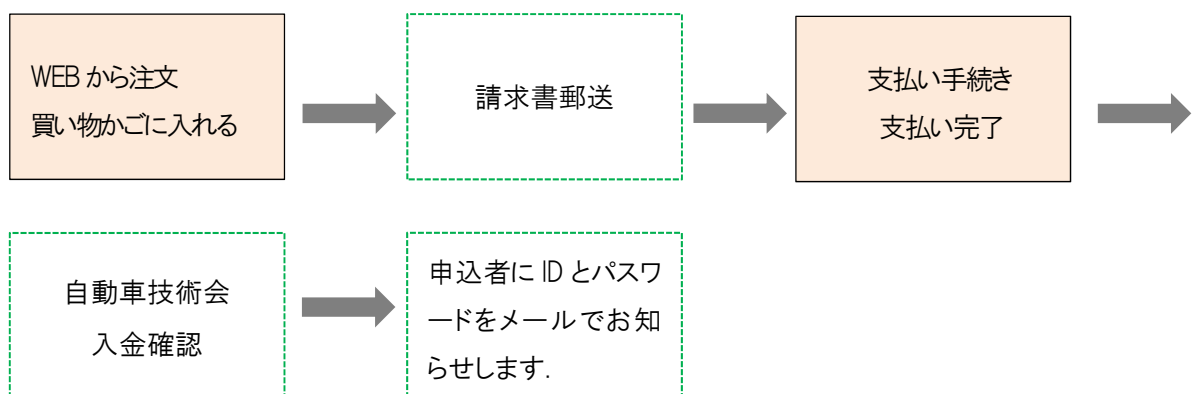 WEBから注文
買い物かごに入れる
請求書郵送
支払い手続き
支払い完了
自動車技術会
入金確認
申込者にIDとパスワ
ードをメールでお知
らせします.